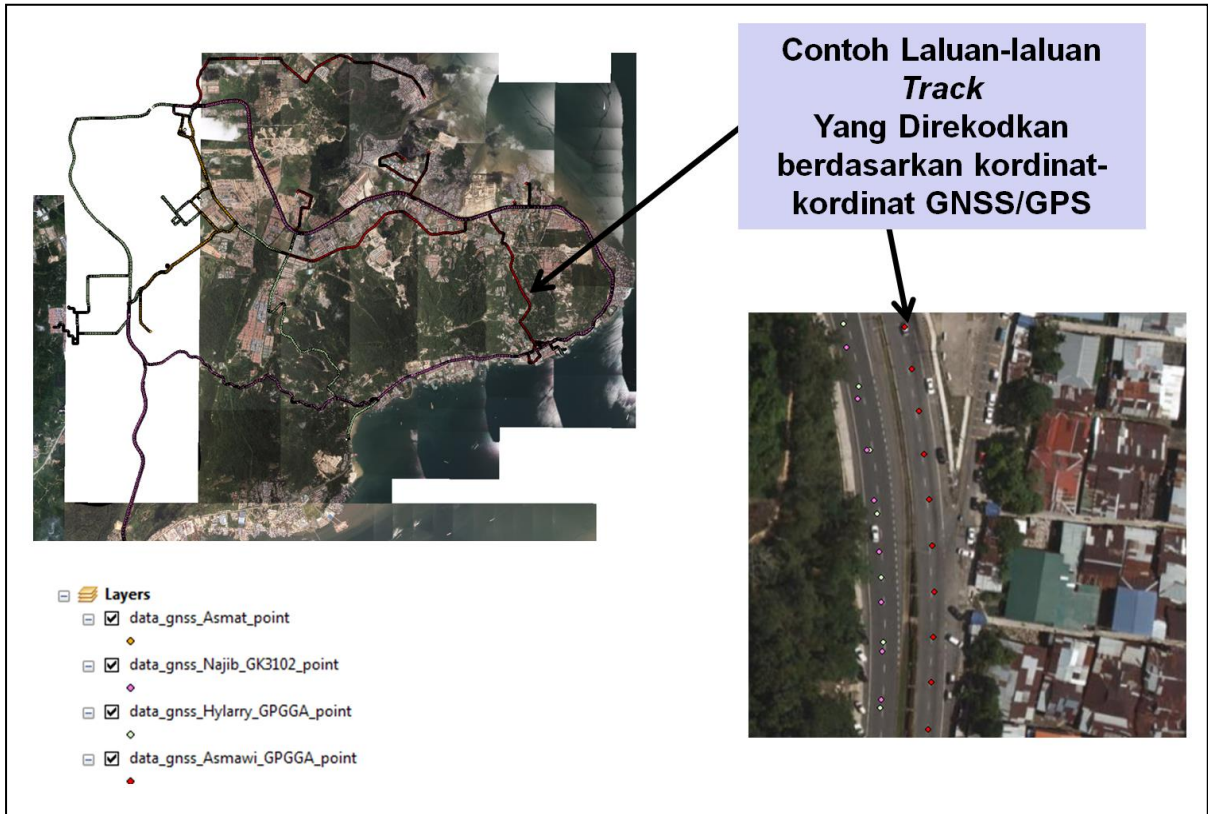 Contoh Laluan-laluan
Track
Yang Direkodkan
berdasarkan kordinat-
kordinat GNSS/GPS
Layers
data_gnss_Asmat_point
data_gnss_Najib_GK3102_point
data_gnss_Hylarry_GPGGA_point
data_gnss_Asmawi_GPGGA_point